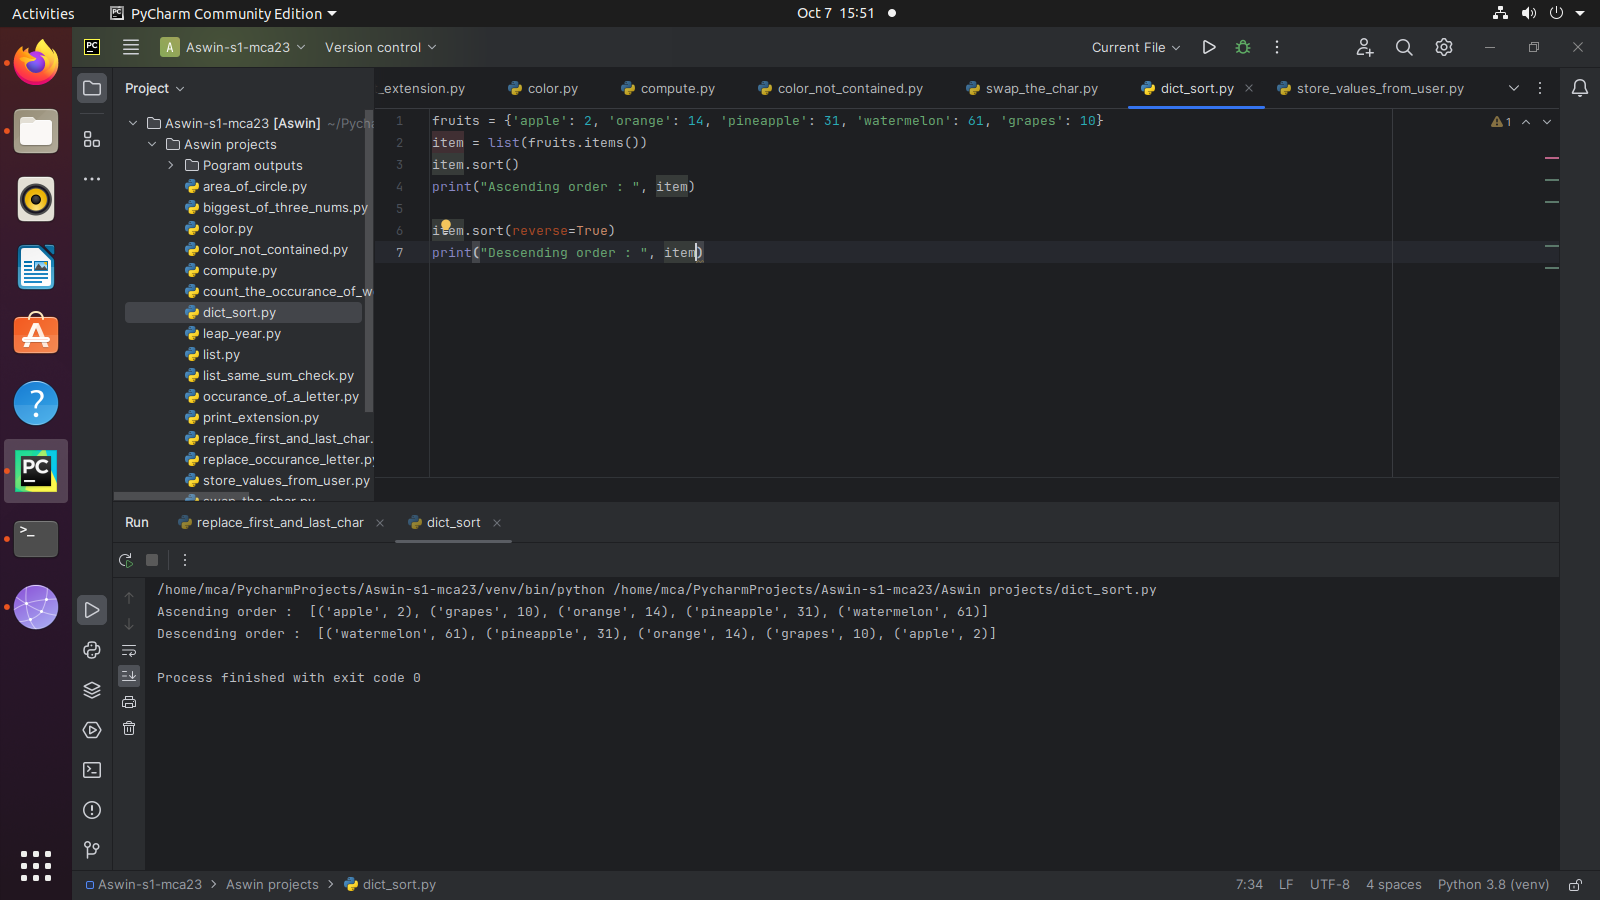 Activities PyCharm Community Edition Oct 7 15:51
PC Aswin-s1-mca23 Version control Current File
A
Project
_extension.py color.py compute.py color_not_contained.py swap_the_char.py dict_sort.py store_values_from_user.py
Aswin-s1-mca23 [Aswin] ~/Pycha
Aswin projects
Pogram outputs
area_of_circle.py
biggest_of_three_nums.py
color.py
color_not_contained.py
compute.py
count_the_occurance_of_w
dict_sort.py
leap_year.py
list.py
list_same_sum_check.py
occurance_of_a_letter.py
print_extension.py
replace_first_and_last_char.
replace_occurance_letter.py
store_values_from_user.py
swap_the_char.py
1 fruits = {'apple': 2, 'orange': 14, 'pineapple': 31, 'watermelon': 61, 'grapes': 10}
1
2 item = list(fruits.items())
3 item.sort()
4 print("Ascending order : ", item)
5
6 item.sort(reverse=True)
7 print("Descending order : ", item)
PC
>_
Run replace_first_and_last_char dict_sort
/home/mca/PycharmProjects/Aswin-s1-mca23/venv/bin/python /home/mca/PycharmProjects/Aswin-s1-mca23/Aswin projects/dict_sort.py
Ascending order :  [('apple', 2), ('grapes', 10), ('orange', 14), ('pineapple', 31), ('watermelon', 61)]
Descending order :  [('watermelon', 61), ('pineapple', 31), ('orange', 14), ('grapes', 10), ('apple', 2)]
Process finished with exit code 0
Aswin-s1-mca23 > Aswin projects > dict_sort.py 7:34 LF UTF-8 4 spaces Python 3.8 (venv)